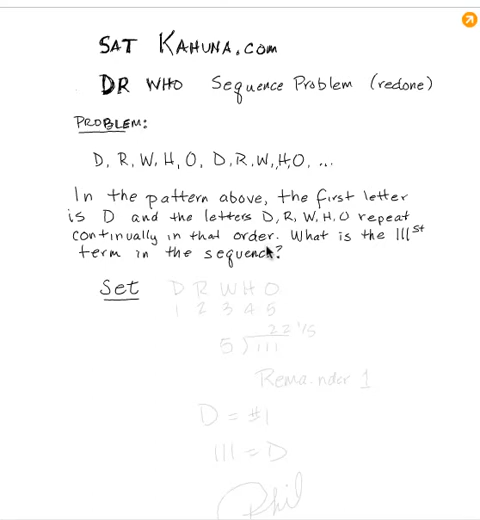 SAT KAHUNA.COM
DR WHO Sequence Problem (redone)
PROBLEM:
D, R, W, H, O, D, R, W, H, O, ...
In the pattern above, the first letter
is D and the letters D, R, W, H, O repeat
continually in that order. What is the 111st
term in the sequence?
Set D R W H O
1 2 3 4 5
22 1/5
5)111
Remainder 1
D = #1
111 = D
Phil